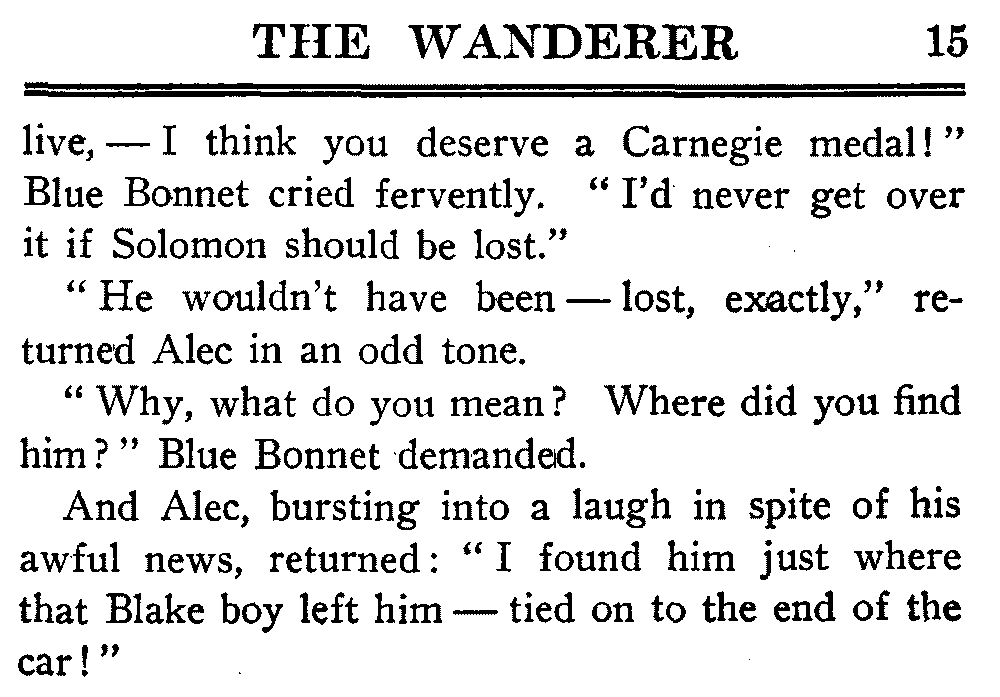 THE WANDERER 15
live, — I think you deserve a Carnegie medal!"
Blue Bonnet cried fervently. "I'd never get over
it if Solomon should be lost."
"He wouldn't have been — lost, exactly," re-
turned Alec in an odd tone.
"Why, what do you mean? Where did you find
him?" Blue Bonnet demanded.
And Alec, bursting into a laugh in spite of his
awful news, returned: "I found him just where
that Blake boy left him — tied on to the end of the
car!"